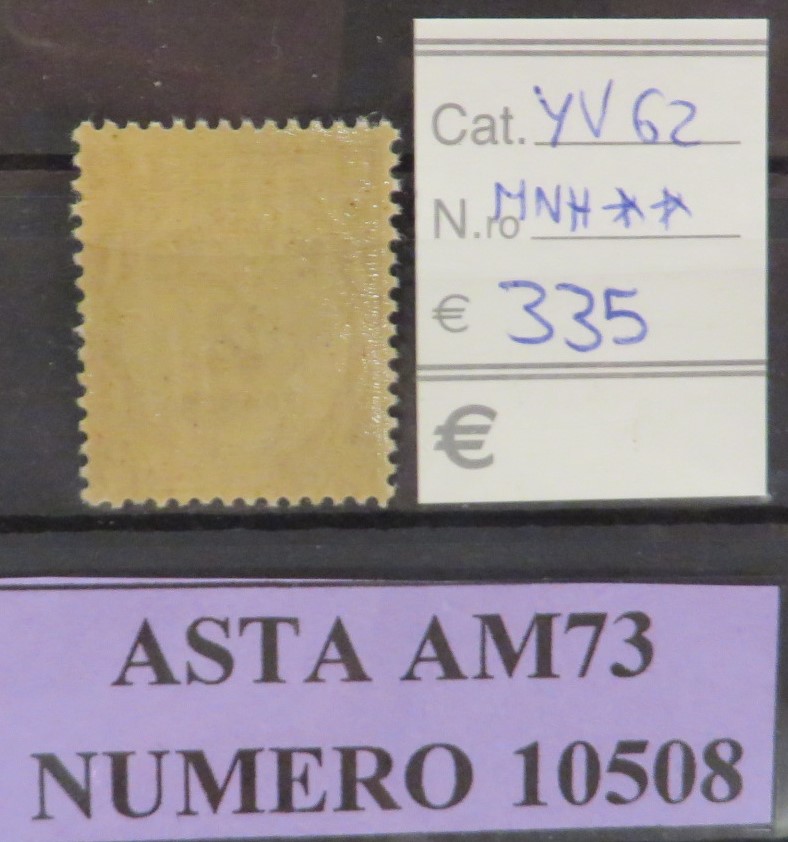 Cat. YV 62
N.ro MNH **
€ 335
€
ASTA AM73
NUMERO 10508